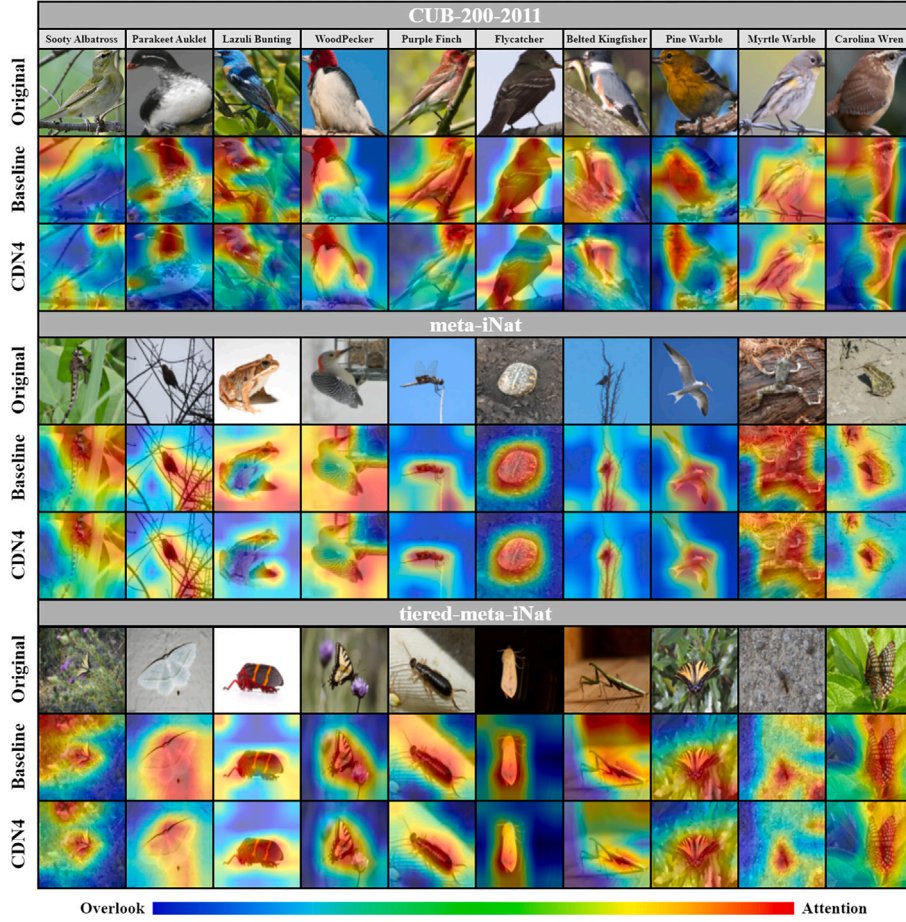 CUB-200-2011
Sooty Albatross Parakeet Auklet Lazuli Bunting WoodPecker Purple Finch Flycatcher Belted Kingfisher Pine Warble Myrtle Warble Carolina Wren
Original
Baseline
CDN4
meta-iNat
Original
Baseline
CDN4
tiered-meta-iNat
Original
Baseline
CDN4
Overlook Attention